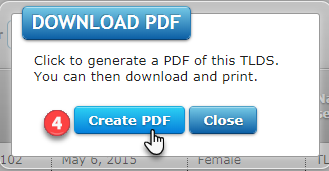 DOWNLOAD PDF
Click to generate a PDF of this TLDS.
You can then download and print.
4
Create PDF
Close
102
May 6, 2015
Female